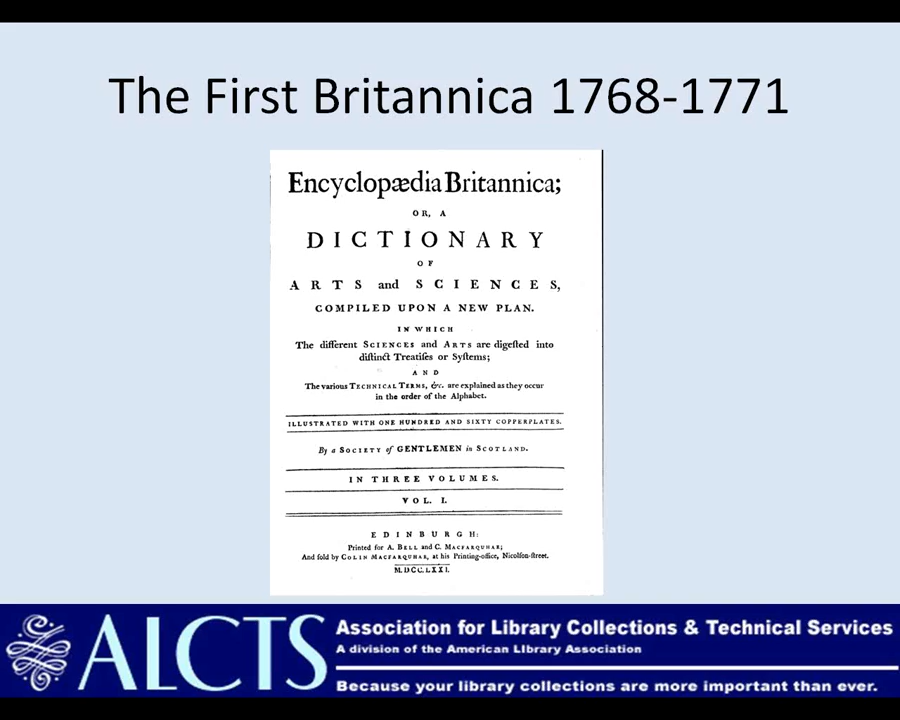 The First Britannica 1768-1771
Encyclopædia Britannica;
OR, A
DICTIONARY
OF
ARTS and SCIENCES,
COMPILED UPON A NEW PLAN.
IN WHICH
The different SCIENCES and ARTS are digeſted into
diſtinct Treatiſes or Syſtems;
AND
The various TECHNICAL TERMS, &c. are explained as they occur
in the order of the Alphabet.
ILLUSTRATED WITH ONE HUNDRED AND SIXTY COPPERPLATES.
By a SOCIETY of GENTLEMEN in SCOTLAND.
IN THREE VOLUMES.
VOL. I.
EDINBURGH:
Printed for A. BELL and C. MACFARQUHAR;
And ſold by COLIN MACFARQUHAR, at his Printing-office, Nicolſon-ſtreet.
M.DCC.LXXI.
ALCTS
Association for Library Collections & Technical Services
A division of the American Library Association
Because your library collections are more important than ever.